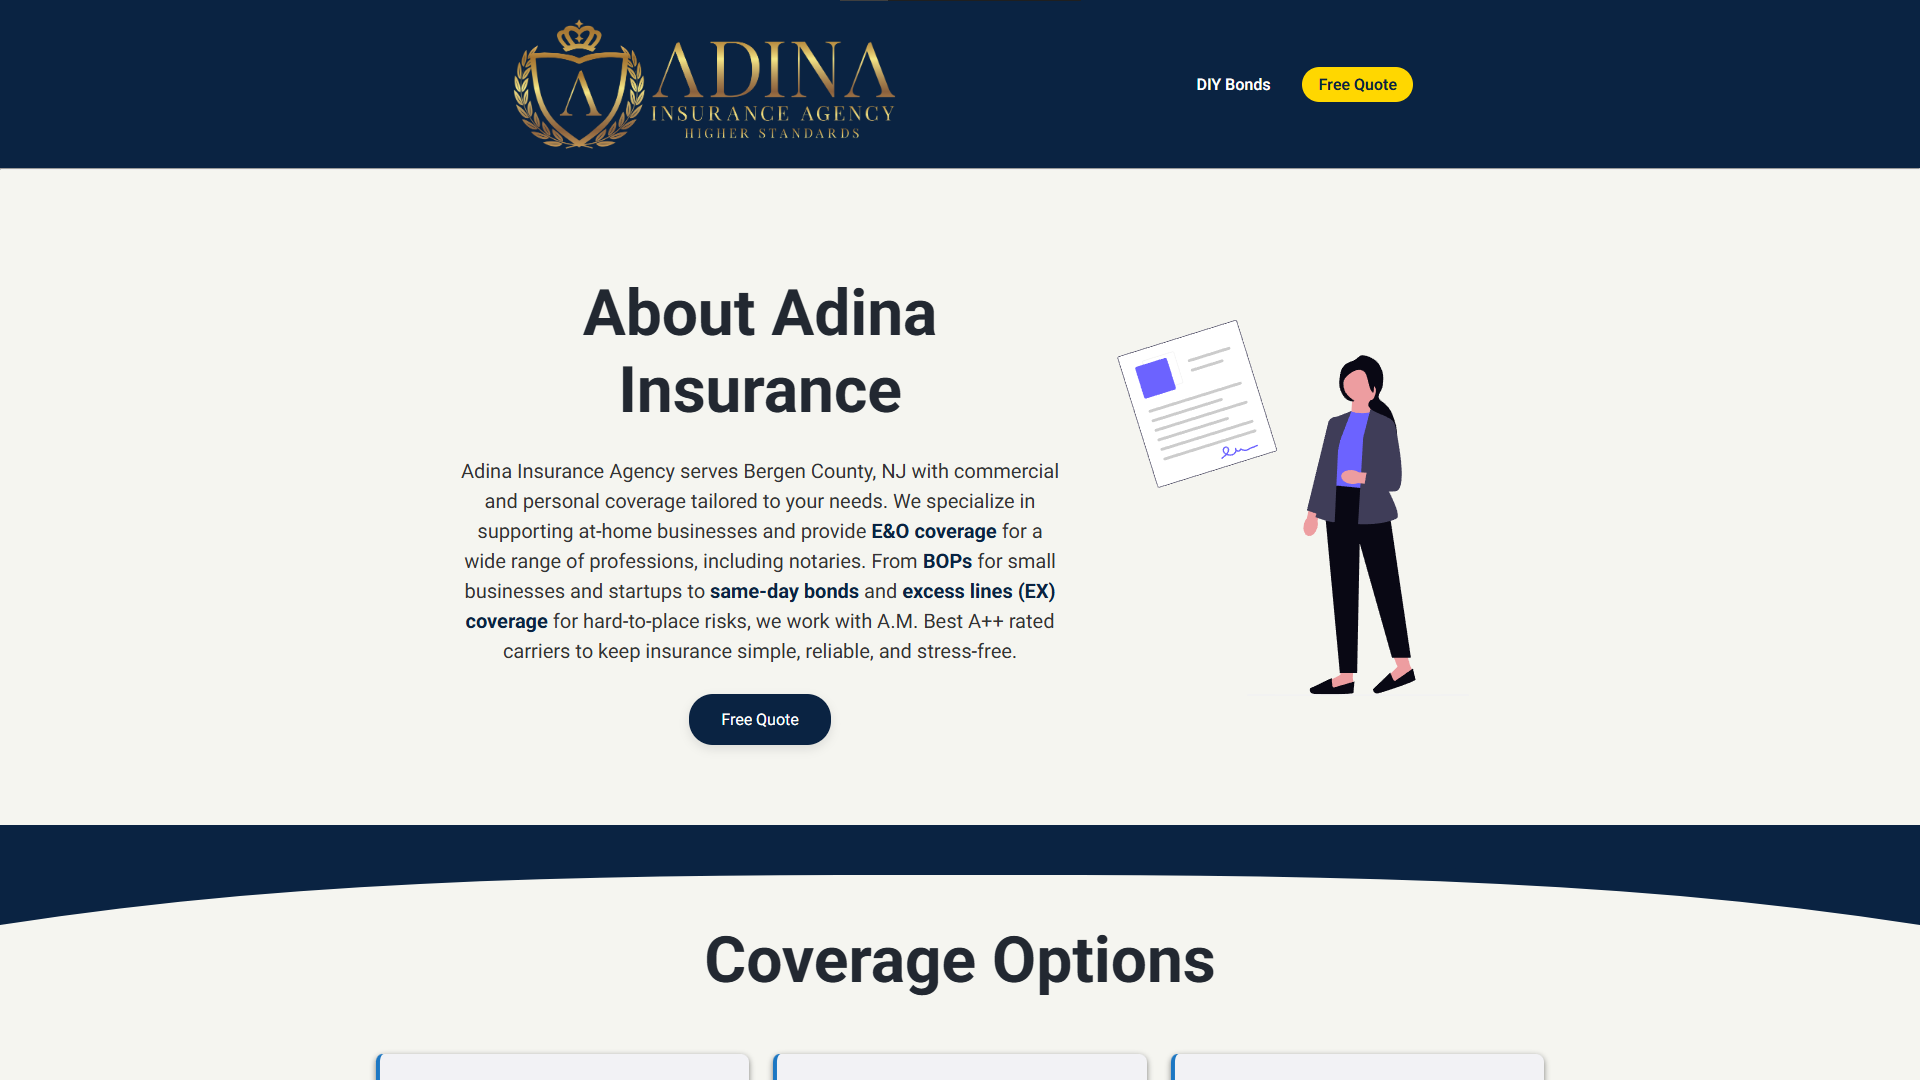 ADINA
INSURANCE AGENCY
HIGHER STANDARDS
A
DIY Bonds
Free Quote
About Adina
Insurance
Adina Insurance Agency serves Bergen County, NJ with commercial
and personal coverage tailored to your needs. We specialize in
supporting at-home businesses and provide E&O coverage for a
wide range of professions, including notaries. From BOPs for small
businesses and startups to same-day bonds and excess lines (EX)
coverage for hard-to-place risks, we work with A.M. Best A++ rated
carriers to keep insurance simple, reliable, and stress-free.
Free Quote
Coverage Options